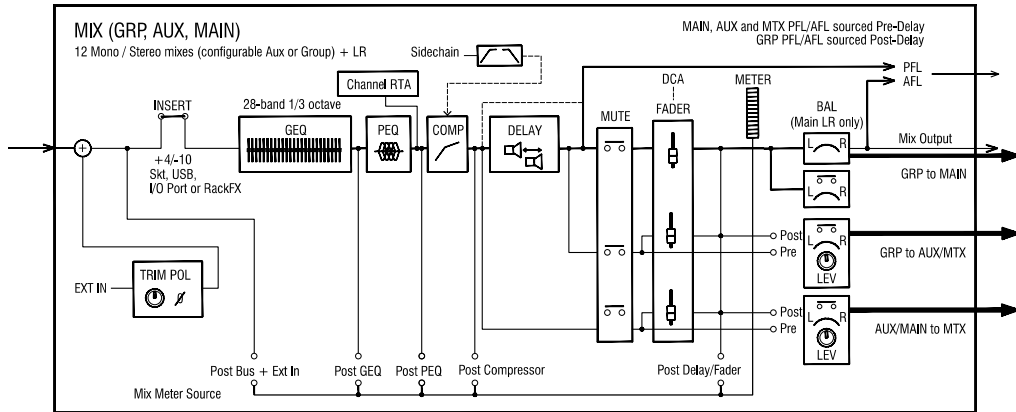 MIX (GRP, AUX, MAIN)
12 Mono / Stereo mixes (configurable Aux or Group) + LR
MAIN, AUX and MTX PFL/AFL sourced Pre-Delay
GRP PFL/AFL sourced Post-Delay
Sidechain
PFL
AFL
Channel RTA
DCA
FADER
METER
INSERT
28-band 1/3 octave
GEQ
PEQ
COMP
DELAY
MUTE
BAL
(Main LR only)
L R
Mix Output
GRP to MAIN
+4/-10
Skt, USB,
I/O Port or RackFX
L R
Post
Pre
L R
LEV
GRP to AUX/MTX
EXT IN
TRIM POL
Post
Pre
L R
LEV
AUX/MAIN to MTX
Post Bus + Ext In
Post GEQ
Post PEQ
Post Compressor
Post Delay/Fader
Mix Meter Source